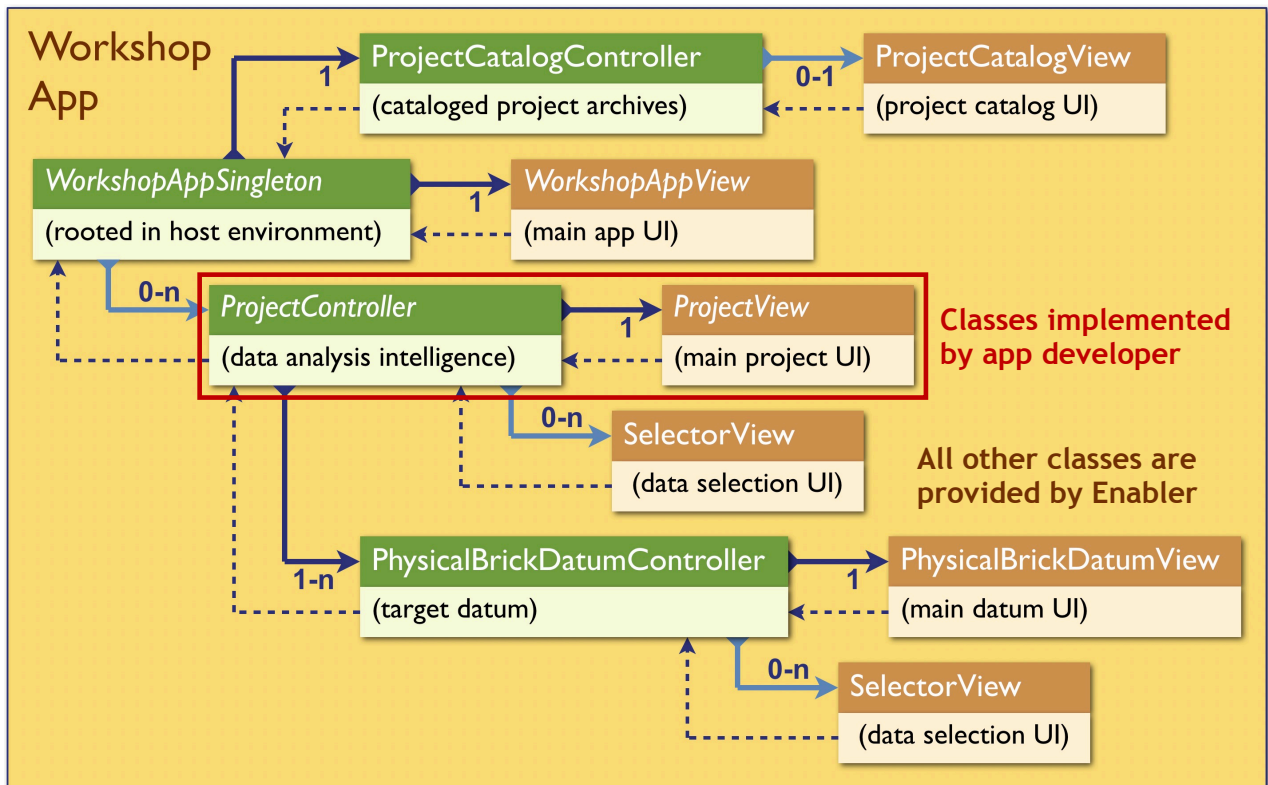 Workshop
App
ProjectCatalogController
(cataloged project archives)
1
0-1
ProjectCatalogView
(project catalog UI)
WorkshopAppSingleton
(rooted in host environment)
1
WorkshopAppView
(main app UI)
0-n
ProjectController
(data analysis intelligence)
1
ProjectView
(main project UI)
Classes implemented
by app developer
0-n
SelectorView
(data selection UI)
All other classes are
provided by Enabler
1-n
PhysicalBrickDatumController
(target datum)
1
PhysicalBrickDatumView
(main datum UI)
0-n
SelectorView
(data selection UI)